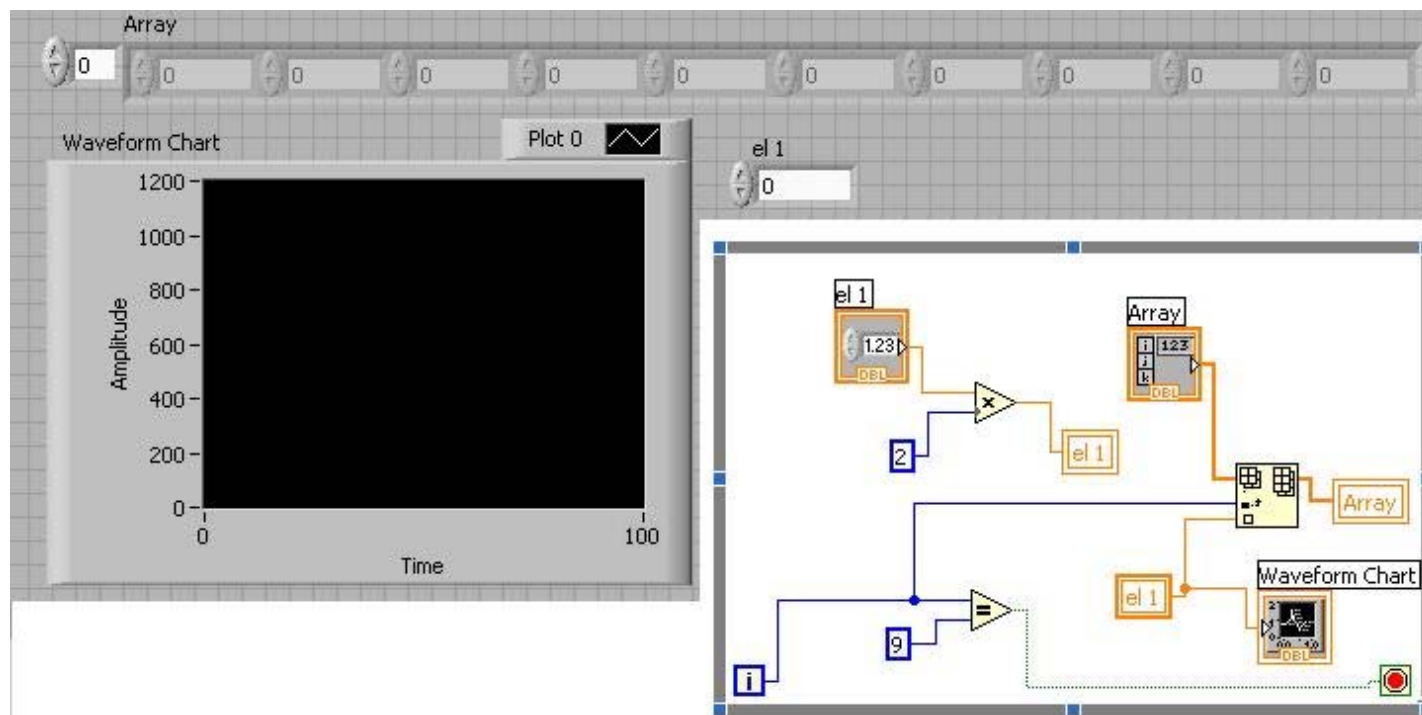 Array
0 0 0 0 0 0 0 0 0 0 0
Waveform Chart
Plot 0
1200
1000
800
600
400
200
0
Amplitude
0 100
Time
el 1
0
el 1
1.23
DBL
Array
i
j
k
123
DBL
×
2
el 1
Array
el 1
Waveform Chart
DBL
=
9
i